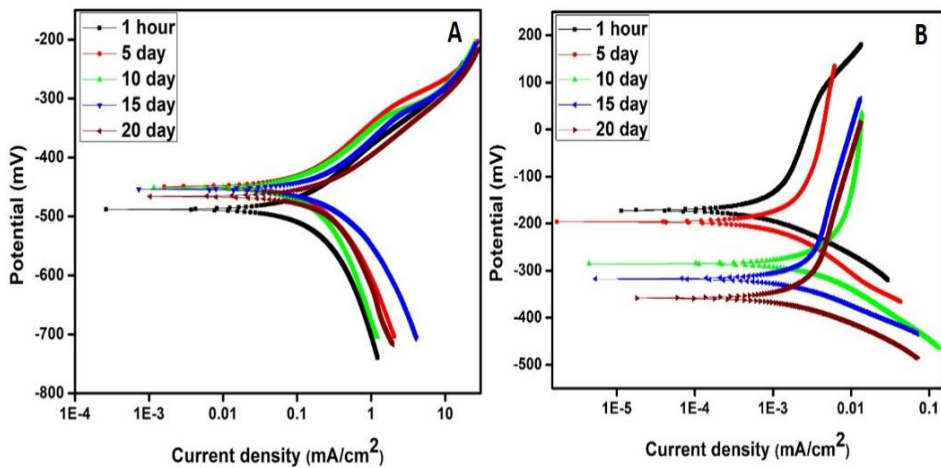 A
1 hour
5 day
10 day
15 day
20 day
-200
-300
-400
-500
-600
-700
-800
Potential (mV)
1E-4 1E-3 0.01 0.1 1 10
Current density (mA/cm²)
B
1 hour
5 day
10 day
15 day
20 day
200
100
0
-100
-200
-300
-400
-500
Potential (mV)
1E-5 1E-4 1E-3 0.01 0.1
Current density (mA/cm²)